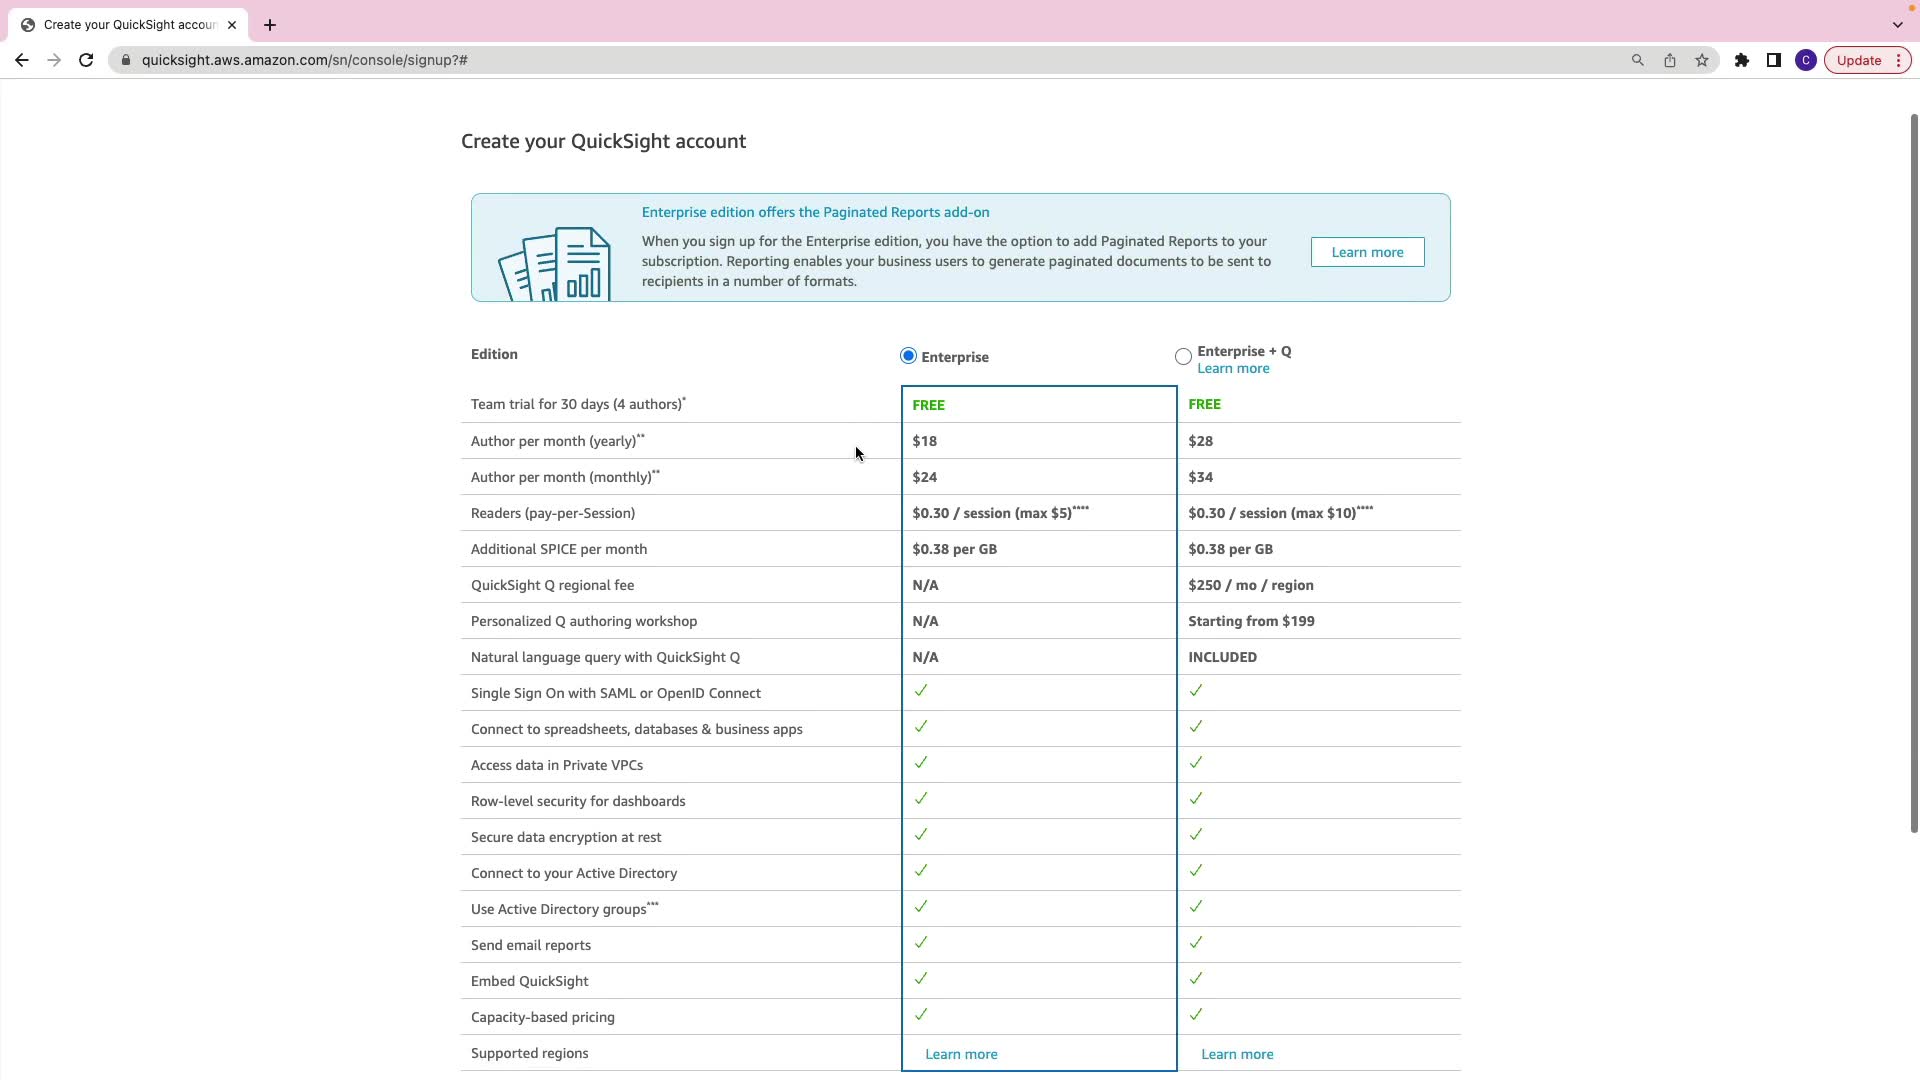 Create your QuickSight accoun
quicksight.aws.amazon.com/sn/console/signup?#
C
Update
Create your QuickSight account
Enterprise edition offers the Paginated Reports add-on
When you sign up for the Enterprise edition, you have the option to add Paginated Reports to your
subscription. Reporting enables your business users to generate paginated documents to be sent to
recipients in a number of formats.
Learn more
Edition Enterprise Enterprise + Q
Learn more
Team trial for 30 days (4 authors)* FREE FREE
Author per month (yearly)** $18 $28
Author per month (monthly)** $24 $34
Readers (pay-per-Session) $0.30 / session (max $5)**** $0.30 / session (max $10)****
Additional SPICE per month $0.38 per GB $0.38 per GB
QuickSight Q regional fee N/A $250 / mo / region
Personalized Q authoring workshop N/A Starting from $199
Natural language query with QuickSight Q N/A INCLUDED
Single Sign On with SAML or OpenID Connect ✓ ✓
Connect to spreadsheets, databases & business apps ✓ ✓
Access data in Private VPCs ✓ ✓
Row-level security for dashboards ✓ ✓
Secure data encryption at rest ✓ ✓
Connect to your Active Directory ✓ ✓
Use Active Directory groups*** ✓ ✓
Send email reports ✓ ✓
Embed QuickSight ✓ ✓
Capacity-based pricing ✓ ✓
Supported regions Learn more Learn more